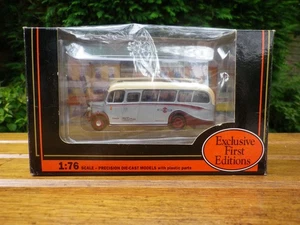 Exclusive
First
Editions
1:76 SCALE - PRECISION DIECAST MODELS with plastic parts